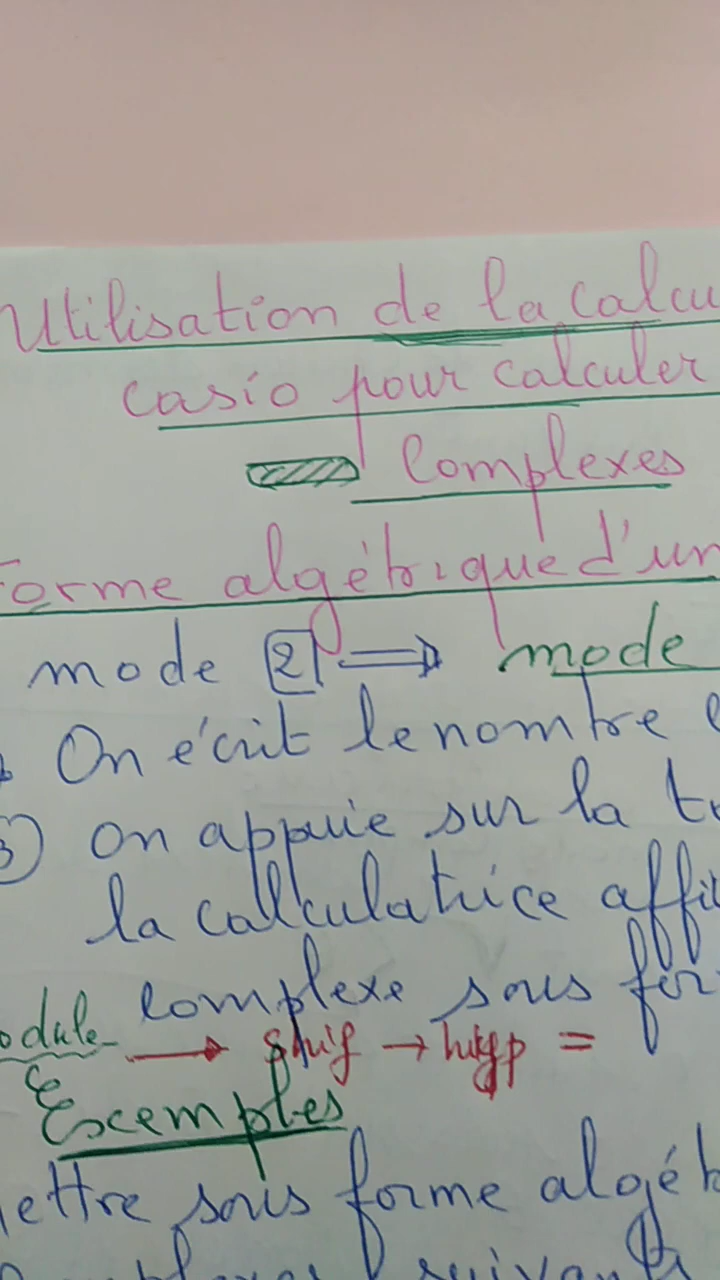 Utilisation de la calcu
casio pour calculer
complexes
Forme algébrique d'un
mode 2 ⟹ mode
On écrit le nombre
3) on appuie sur la
la calculatrice affi
complexe sous for
odule → shift → hyp =
Exemples
ettre sous forme algéb
suivants